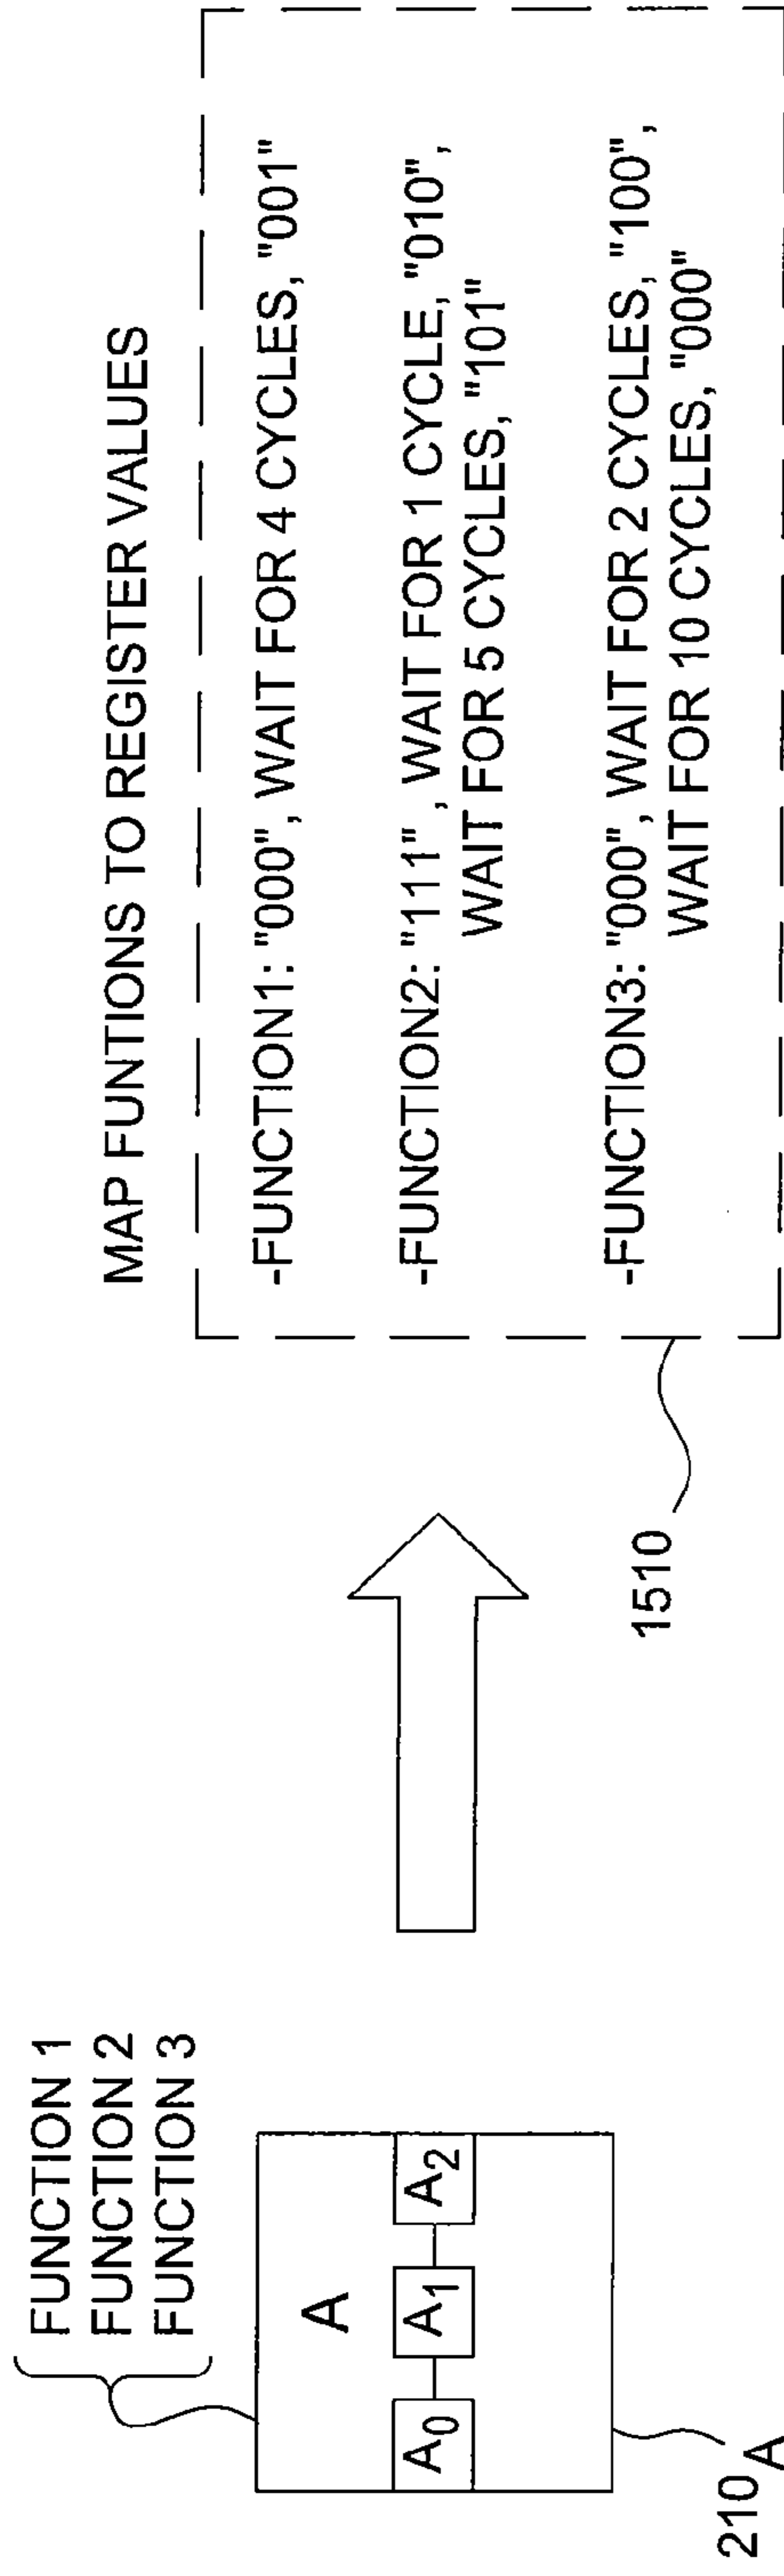 FUNCTION 1
FUNCTION 2
FUNCTION 3
A
A0 A1 A2
210A
MAP FUNTIONS TO REGISTER VALUES
-FUNCTION1: "000", WAIT FOR 4 CYCLES, "001"
-FUNCTION2: "111" , WAIT FOR 1 CYCLE, "010",
WAIT FOR 5 CYCLES, "101"
-FUNCTION3: "000", WAIT FOR 2 CYCLES, "100",
WAIT FOR 10 CYCLES, "000"
1510